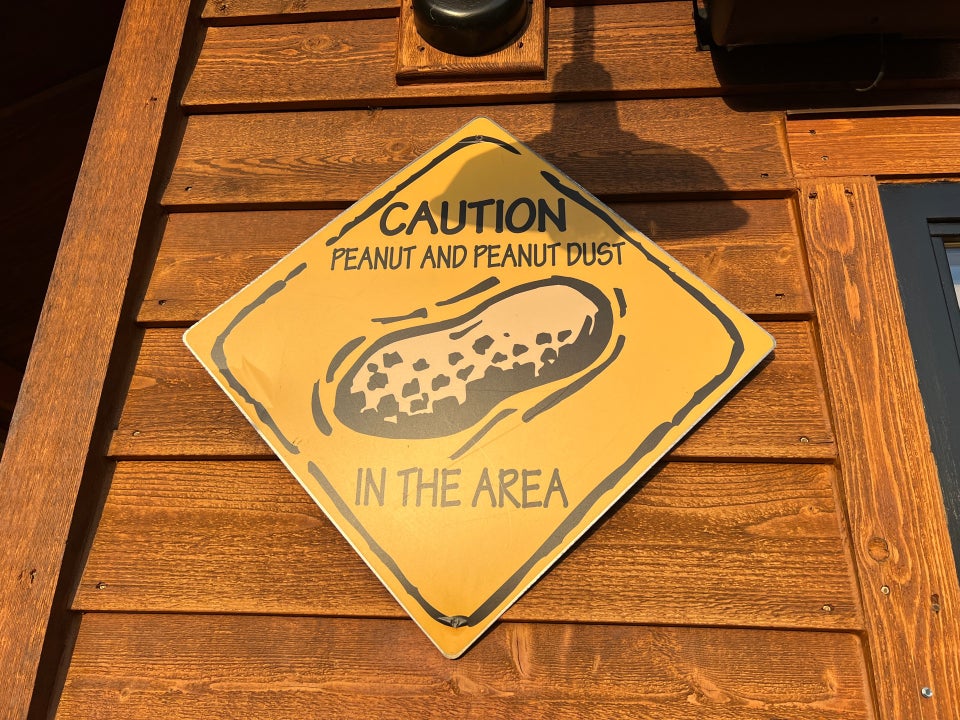 CAUTION
PEANUT AND PEANUT DUST
IN THE AREA